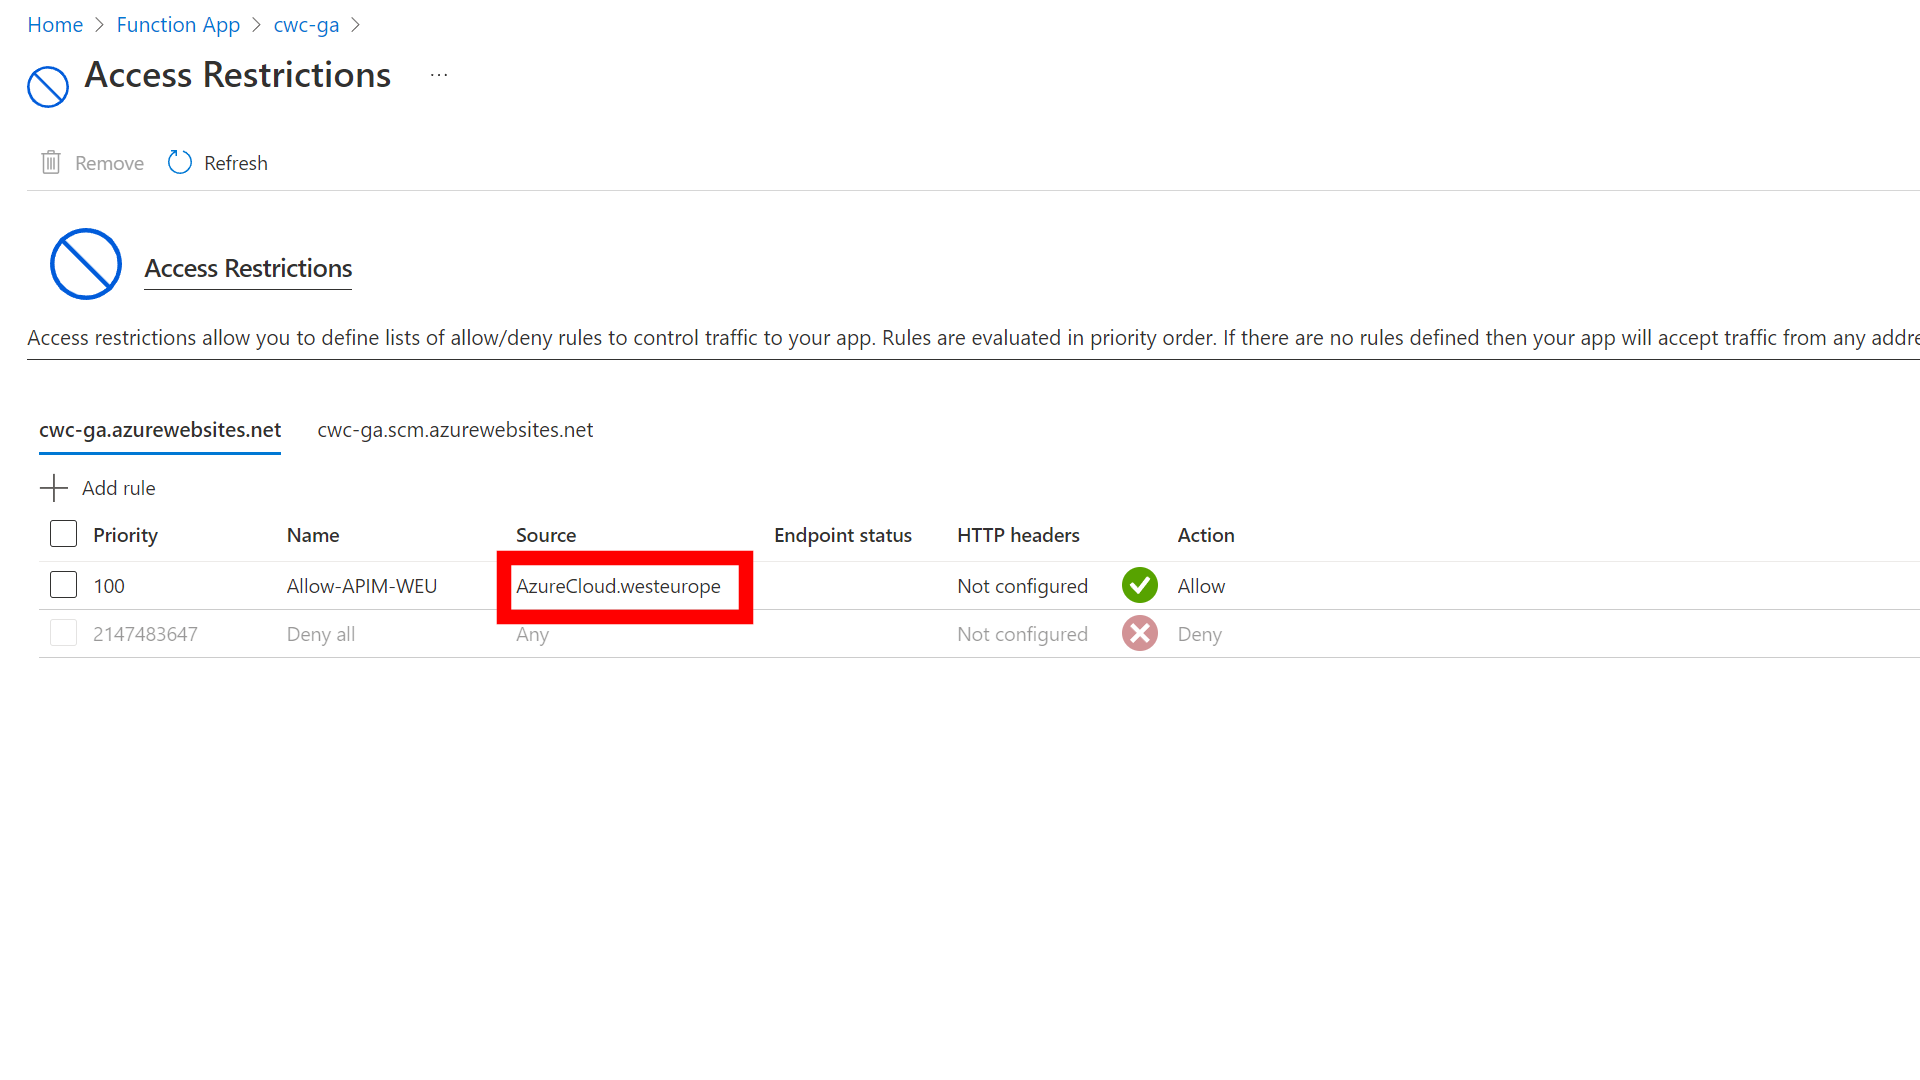 Home > Function App > cwc-ga >
Access Restrictions ...
Remove Refresh
Access Restrictions
Access restrictions allow you to define lists of allow/deny rules to control traffic to your app. Rules are evaluated in priority order. If there are no rules defined then your app will accept traffic from any addre
cwc-ga.azurewebsites.net cwc-ga.scm.azurewebsites.net
Add rule
Priority Name Source Endpoint status HTTP headers Action
100 Allow-APIM-WEU AzureCloud.westeurope Not configured Allow
2147483647 Deny all Any Not configured Deny